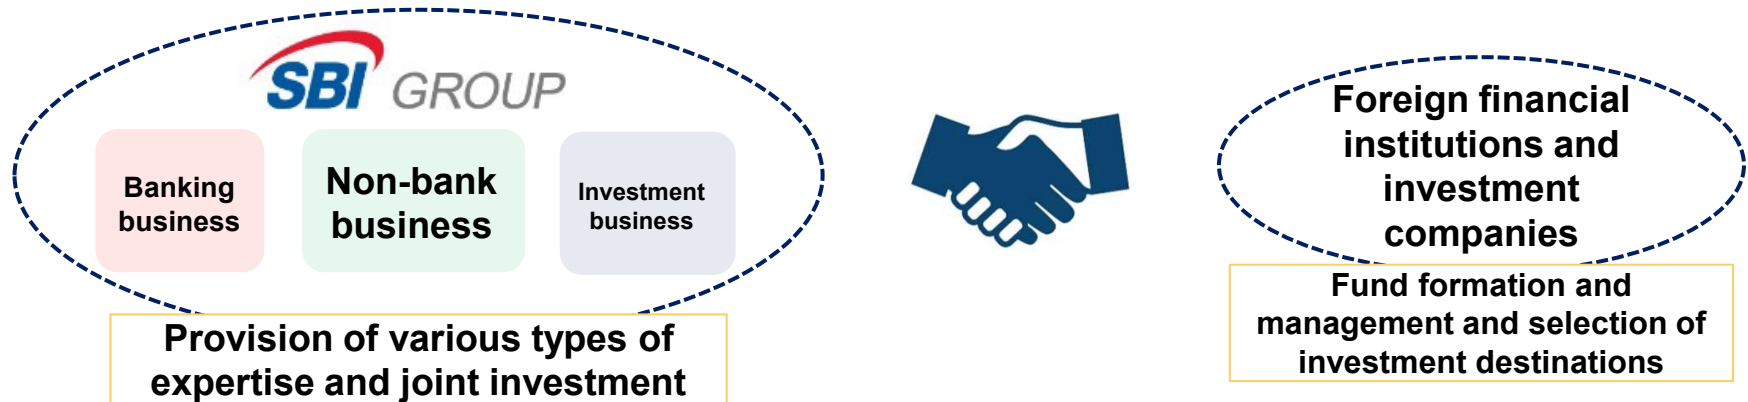 SBI GROUP
Banking
business
Non-bank
business
Investment
business
Provision of various types of
expertise and joint investment
Foreign financial
institutions and
investment
companies
Fund formation and
management and selection of
investment destinations